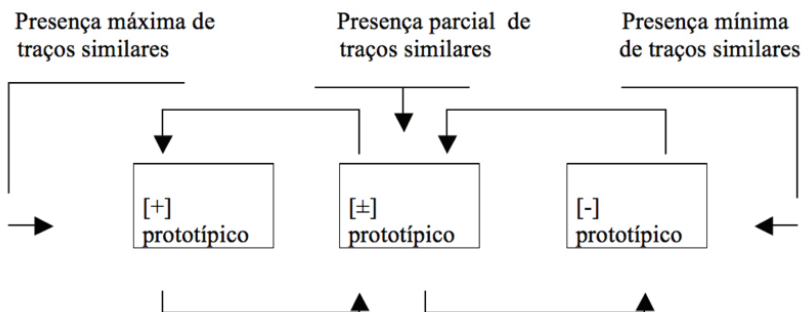 Presença máxima de
traços similares
Presença parcial de
traços similares
Presença mínima
de traços similares
[+]
prototípico
[±]
prototípico
[-]
prototípico